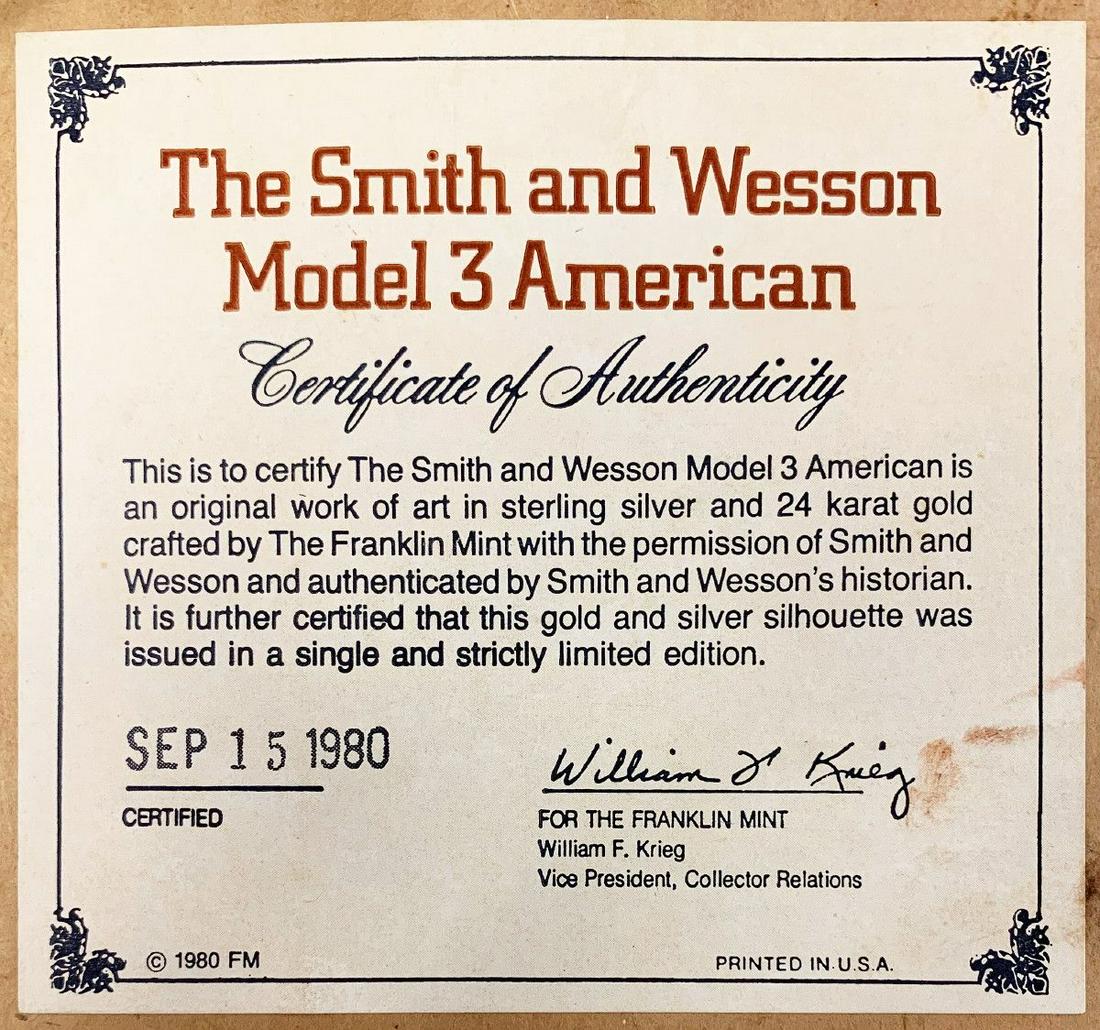 The Smith and Wesson
Model 3 American
Certificate of Authenticity
This is to certify The Smith and Wesson Model 3 American is
an original work of art in sterling silver and 24 karat gold
crafted by The Franklin Mint with the permission of Smith and
Wesson and authenticated by Smith and Wesson's historian.
It is further certified that this gold and silver silhouette was
issued in a single and strictly limited edition.
SEP 15 1980
CERTIFIED
William F Krieg
FOR THE FRANKLIN MINT
William F. Krieg
Vice President, Collector Relations
© 1980 FM
PRINTED IN U.S.A.